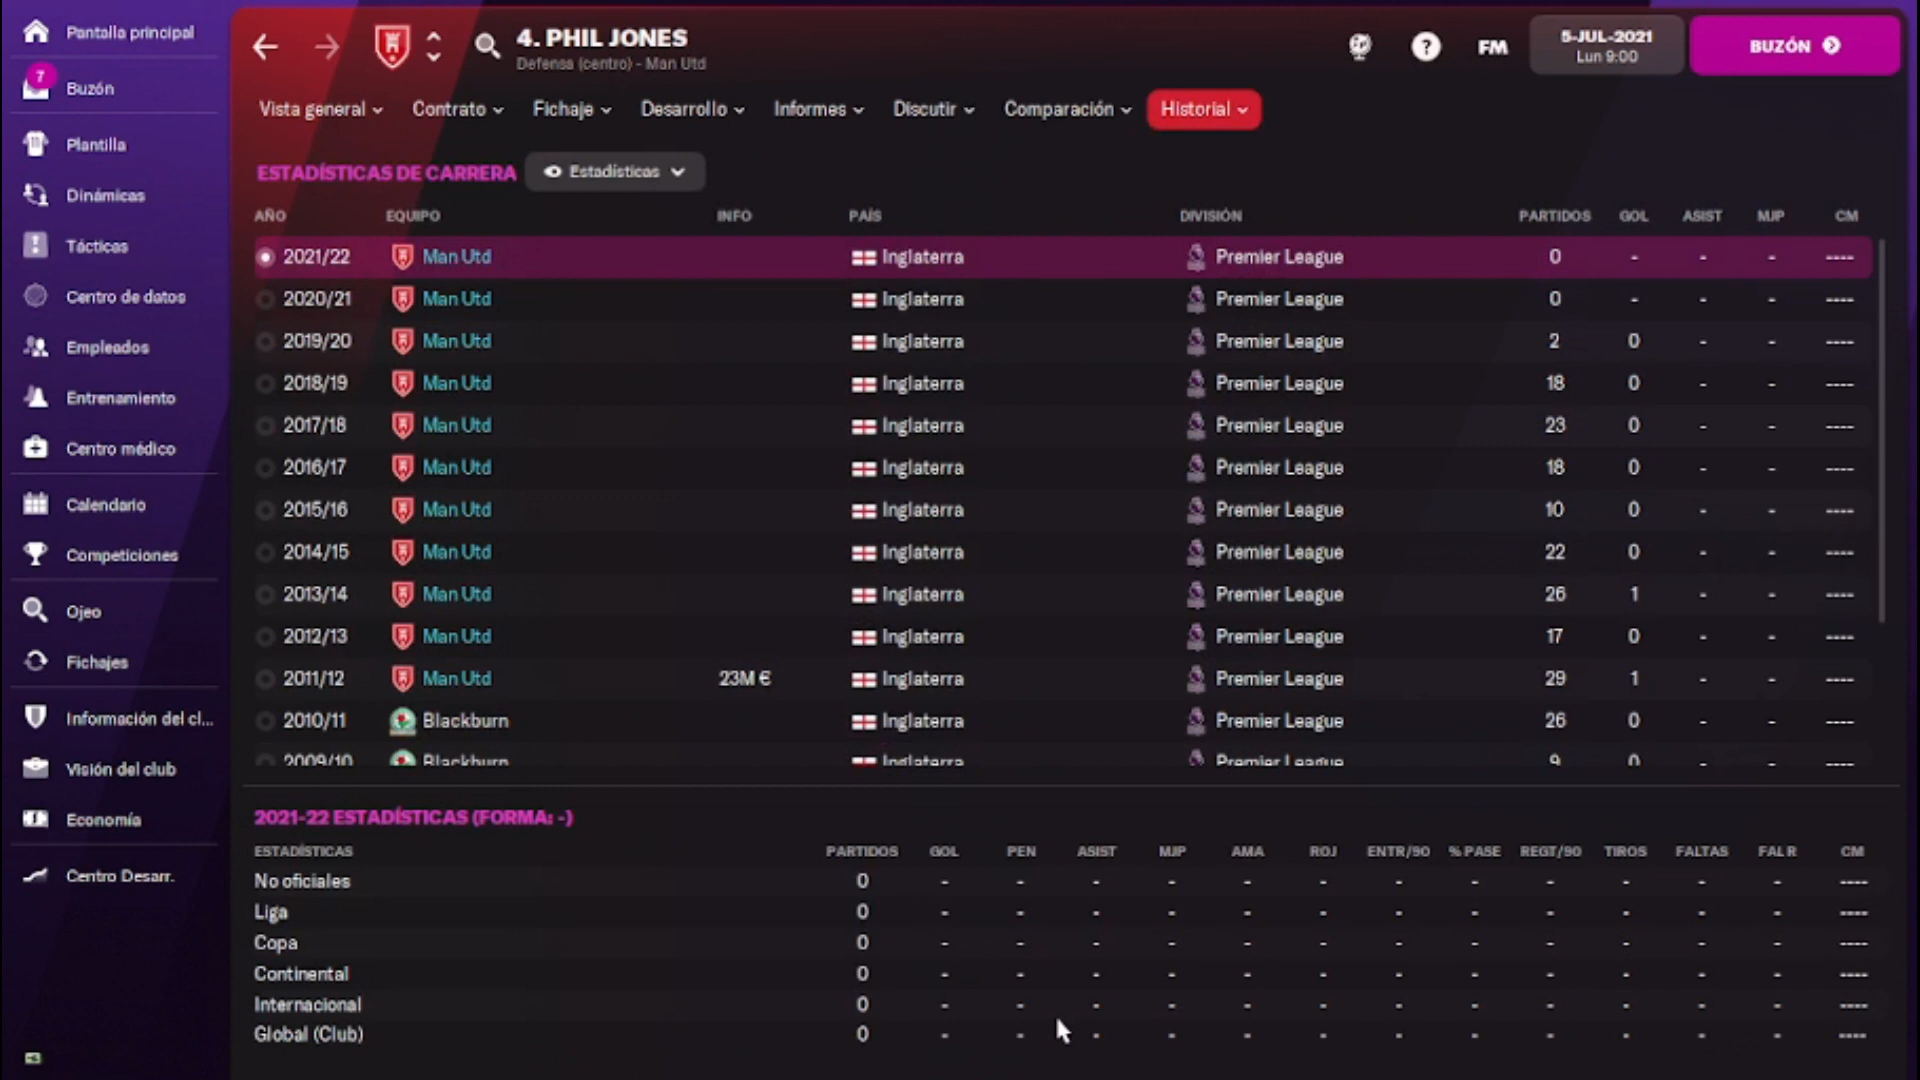 Pantalla principal
7
Buzón
Plantilla
Dinámicas
Tácticas
Centro de datos
Empleados
Entrenamiento
Centro médico
Calendario
Competiciones
Ojeo
Fichajes
Información del cl...
Visión del club
Economía
Centro Desarr.
4. PHIL JONES
Defensa (centro) - Man Utd
? FM
5-JUL-2021
Lun 9:00
BUZÓN
Vista general Contrato Fichaje Desarrollo Informes Discutir Comparación Historial
ESTADÍSTICAS DE CARRERA Estadísticas
AÑO EQUIPO INFO PAÍS DIVISIÓN PARTIDOS GOL ASIST MJP CM
2021/22 Man Utd Inglaterra Premier League 0 - - - ----
2020/21 Man Utd Inglaterra Premier League 0 - - - ----
2019/20 Man Utd Inglaterra Premier League 2 0 - - ----
2018/19 Man Utd Inglaterra Premier League 18 0 - - ----
2017/18 Man Utd Inglaterra Premier League 23 0 - - ----
2016/17 Man Utd Inglaterra Premier League 18 0 - - ----
2015/16 Man Utd Inglaterra Premier League 10 0 - - ----
2014/15 Man Utd Inglaterra Premier League 22 0 - - ----
2013/14 Man Utd Inglaterra Premier League 26 1 - - ----
2012/13 Man Utd Inglaterra Premier League 17 0 - - ----
2011/12 Man Utd 23M € Inglaterra Premier League 29 1 - - ----
2010/11 Blackburn Inglaterra Premier League 26 0 - - ----
2009/10 Blackburn Inglaterra Premier League 9 0 - - ----
2021-22 ESTADÍSTICAS (FORMA: -)
ESTADÍSTICAS PARTIDOS GOL PEN ASIST MJP AMA ROJ ENTR/90 % PASE REGT/90 TIROS FALTAS FAL R CM
No oficiales 0 - - - - - - - - - - - - ----
Liga 0 - - - - - - - - - - - - ----
Copa 0 - - - - - - - - - - - - ----
Continental 0 - - - - - - - - - - - - ----
Internacional 0 - - - - - - - - - - - - ----
Global (Club) 0 - - - - - - - - - - - - ----